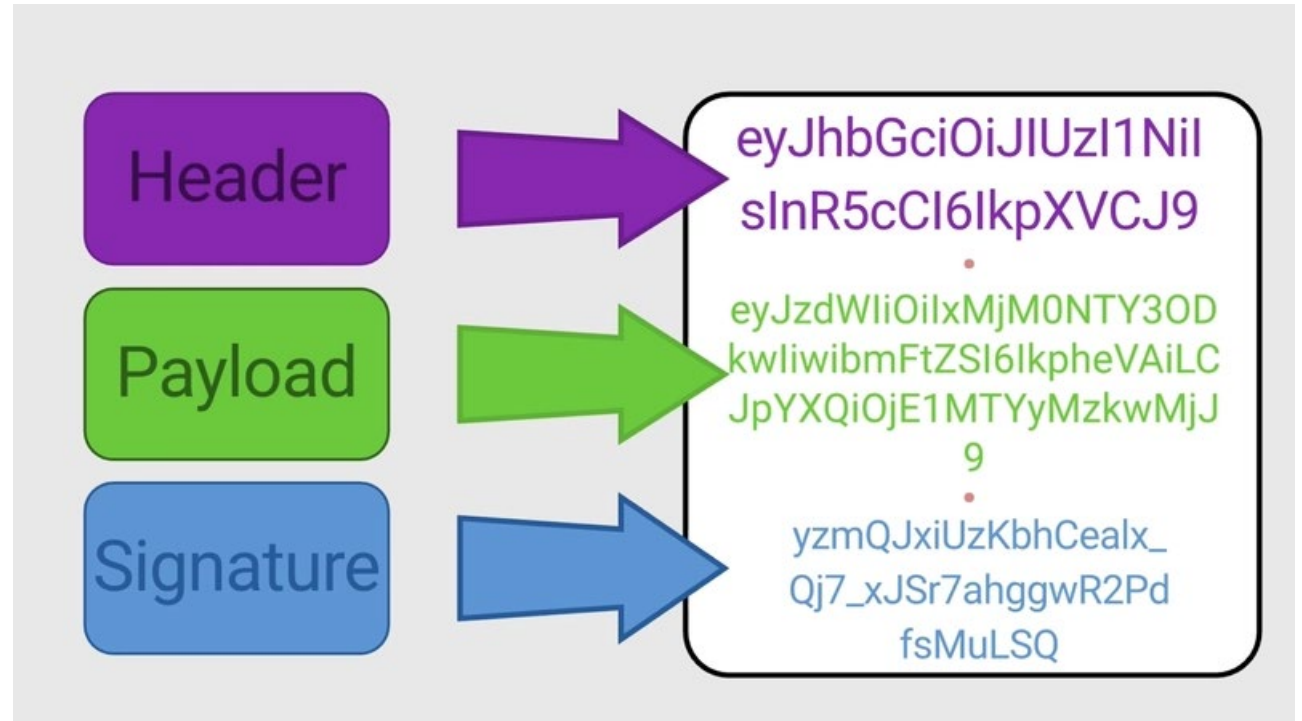 Header
eyJhbGciOiJIUzI1NiI
sInR5cCI6IkpXVCJ9
.
Payload
eyJzdWIiOiIxMjM0NTY3OD
kwIiwibmFtZSI6IkpheVAiLC
JpYXQiOjE1MTYyMzkwMjJ
9
.
Signature
yzmQJxiUzKbhCealx_
Qj7_xJSr7ahggwR2Pd
fsMuLSQ